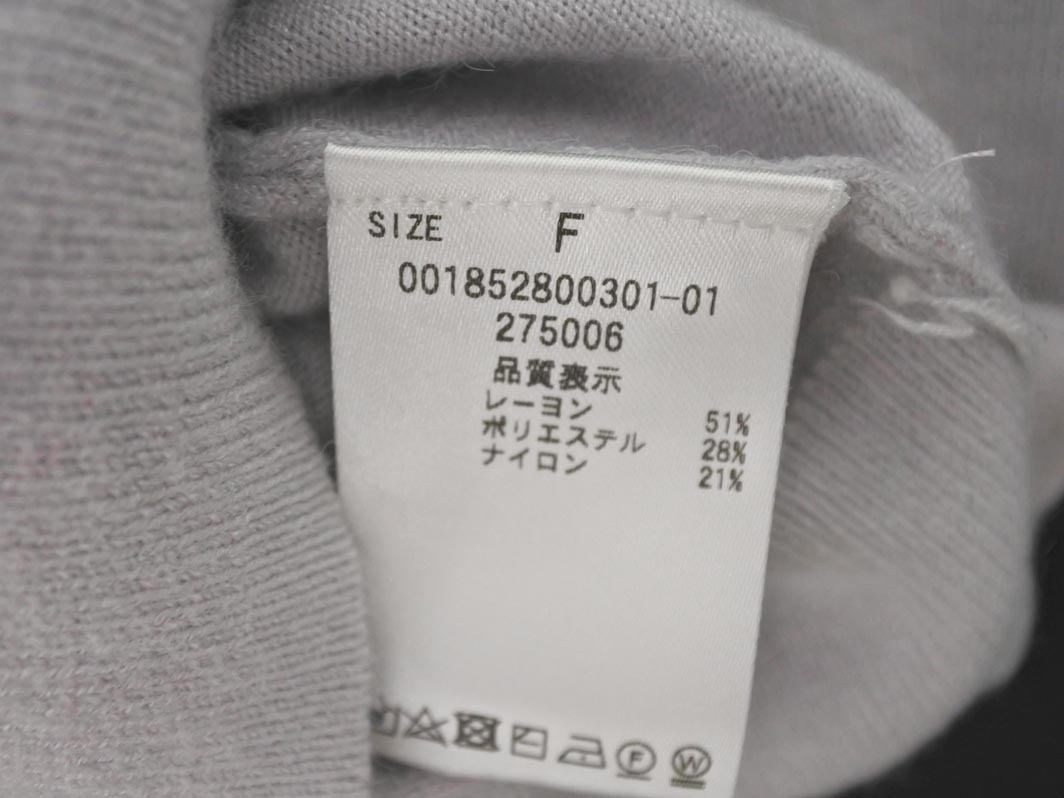 SIZE F
001852800301-01
275006
品質表示
レーヨン 51%
ポリエステル 28%
ナイロン 21%
F W